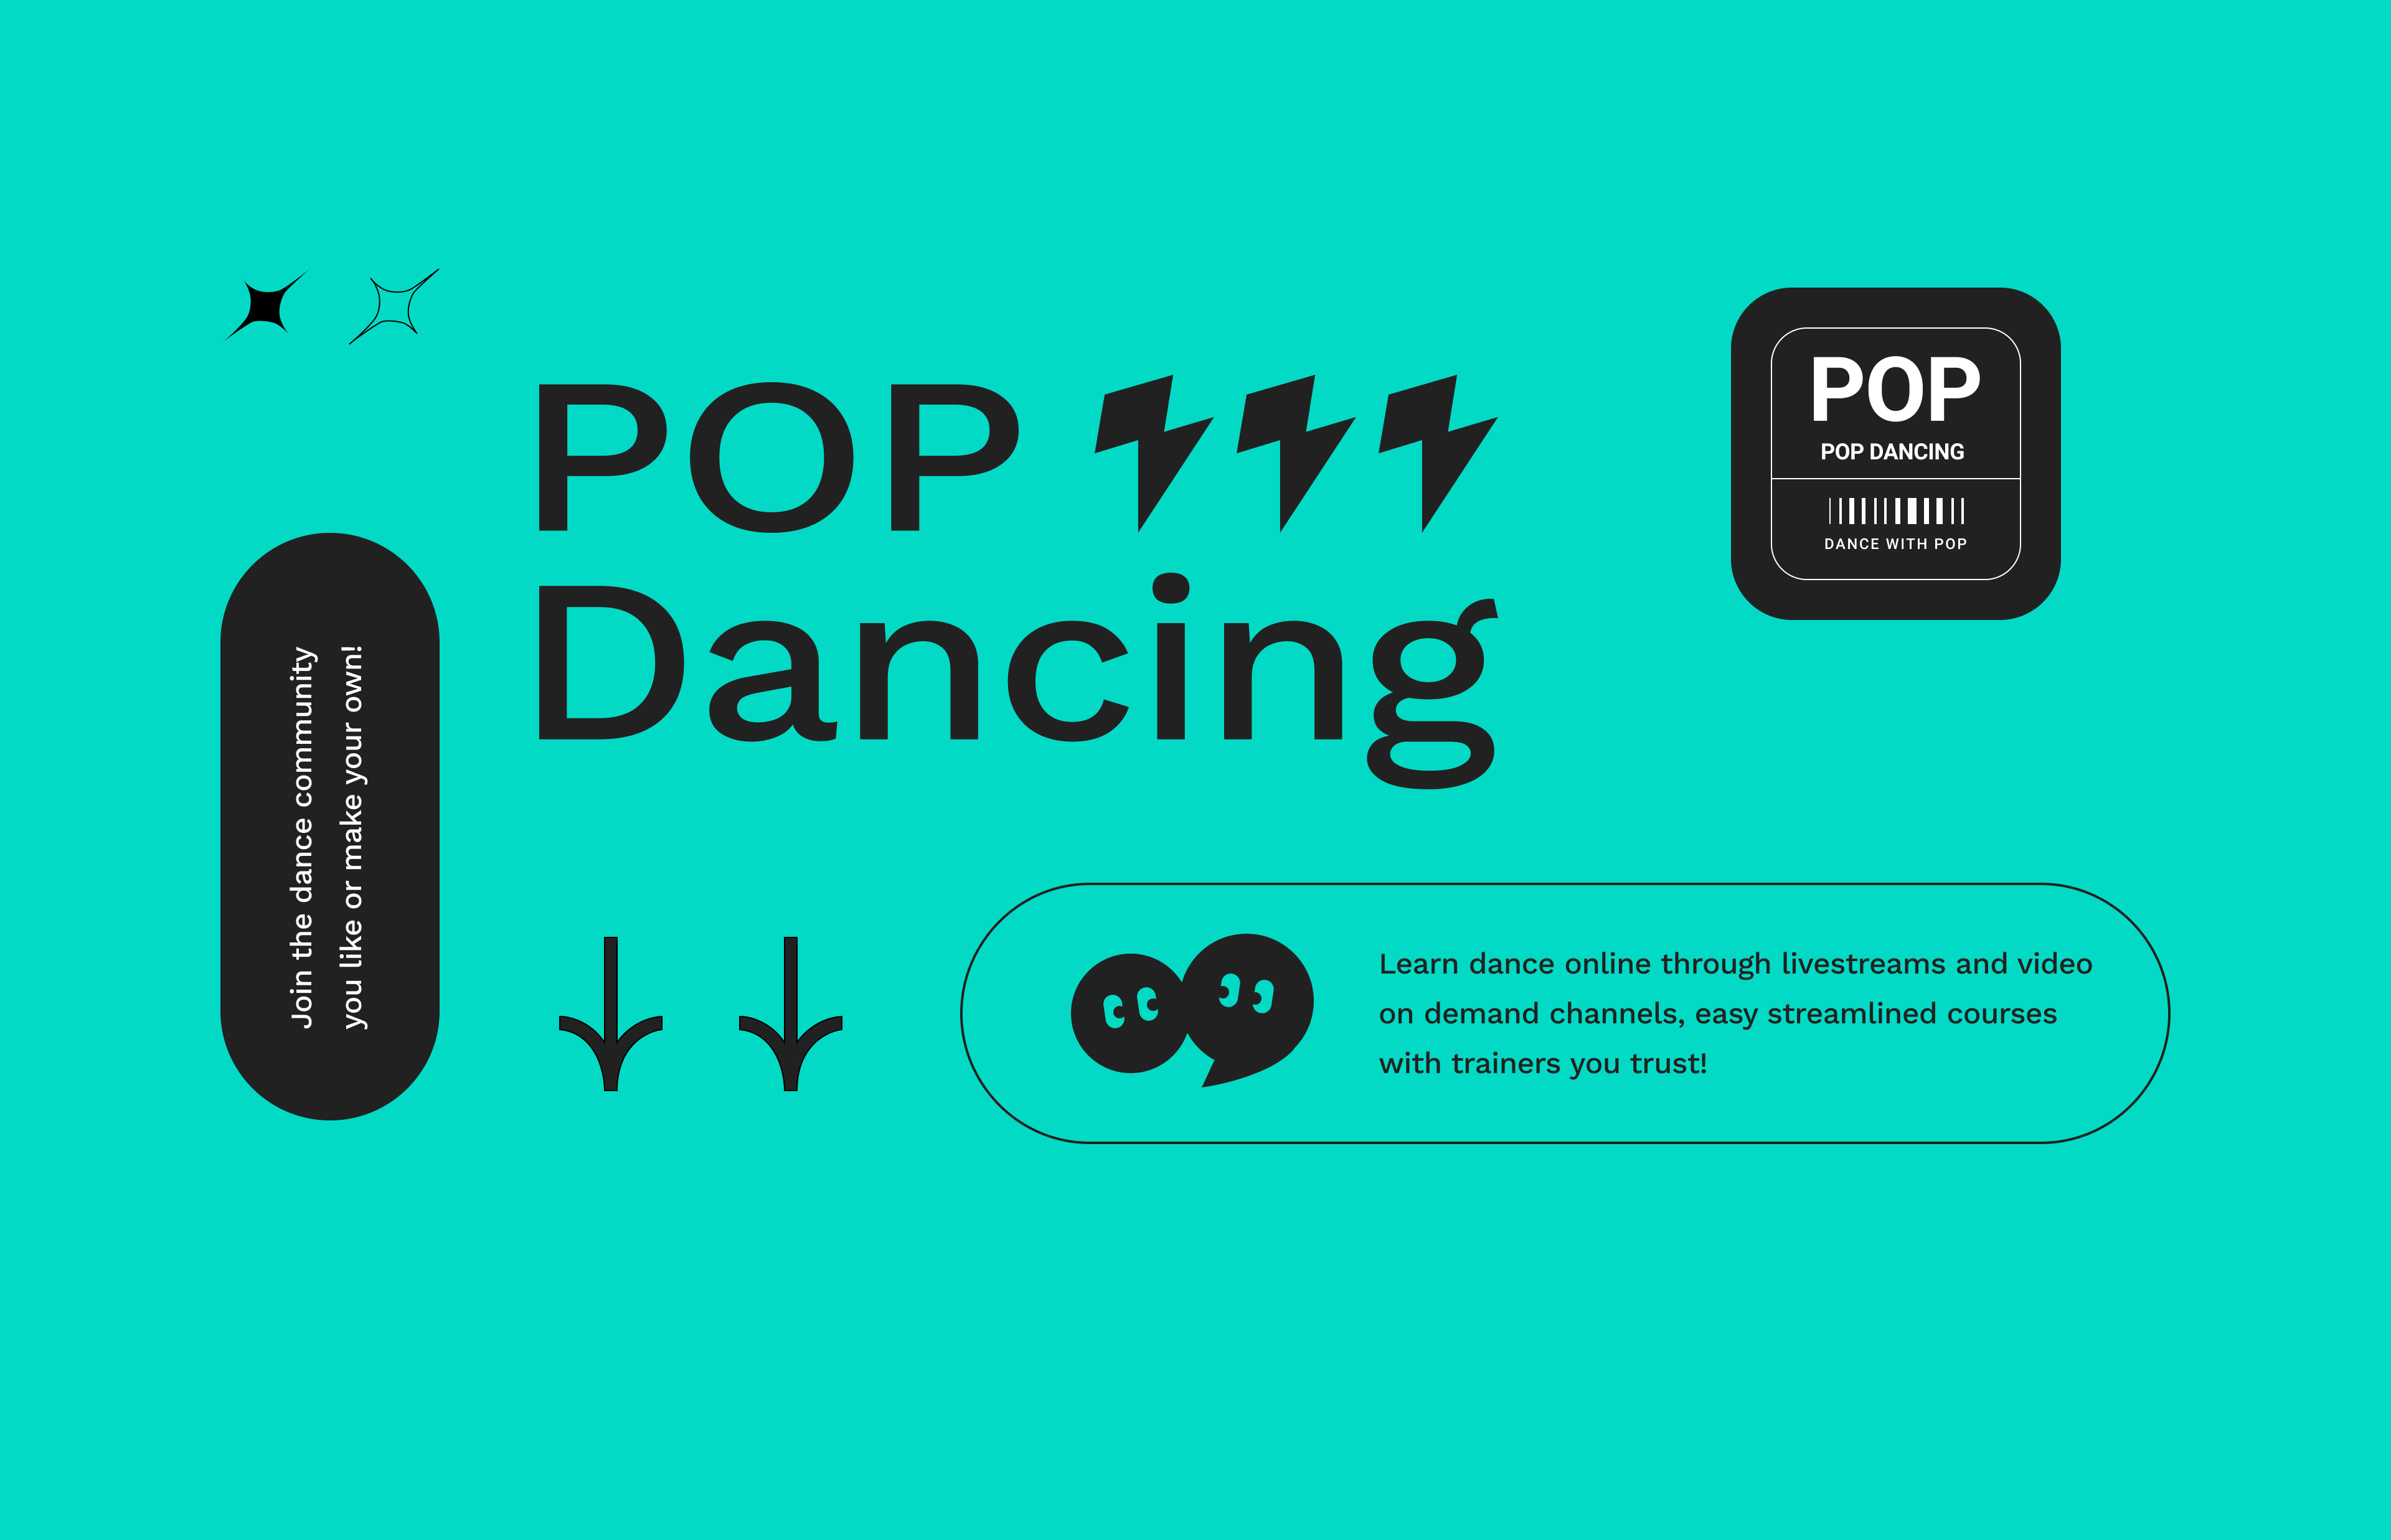 POP
Dancing
POP
POP DANCING
DANCE WITH POP
Join the dance community
you like or make your own!
Learn dance online through livestreams and video
on demand channels, easy streamlined courses
with trainers you trust!